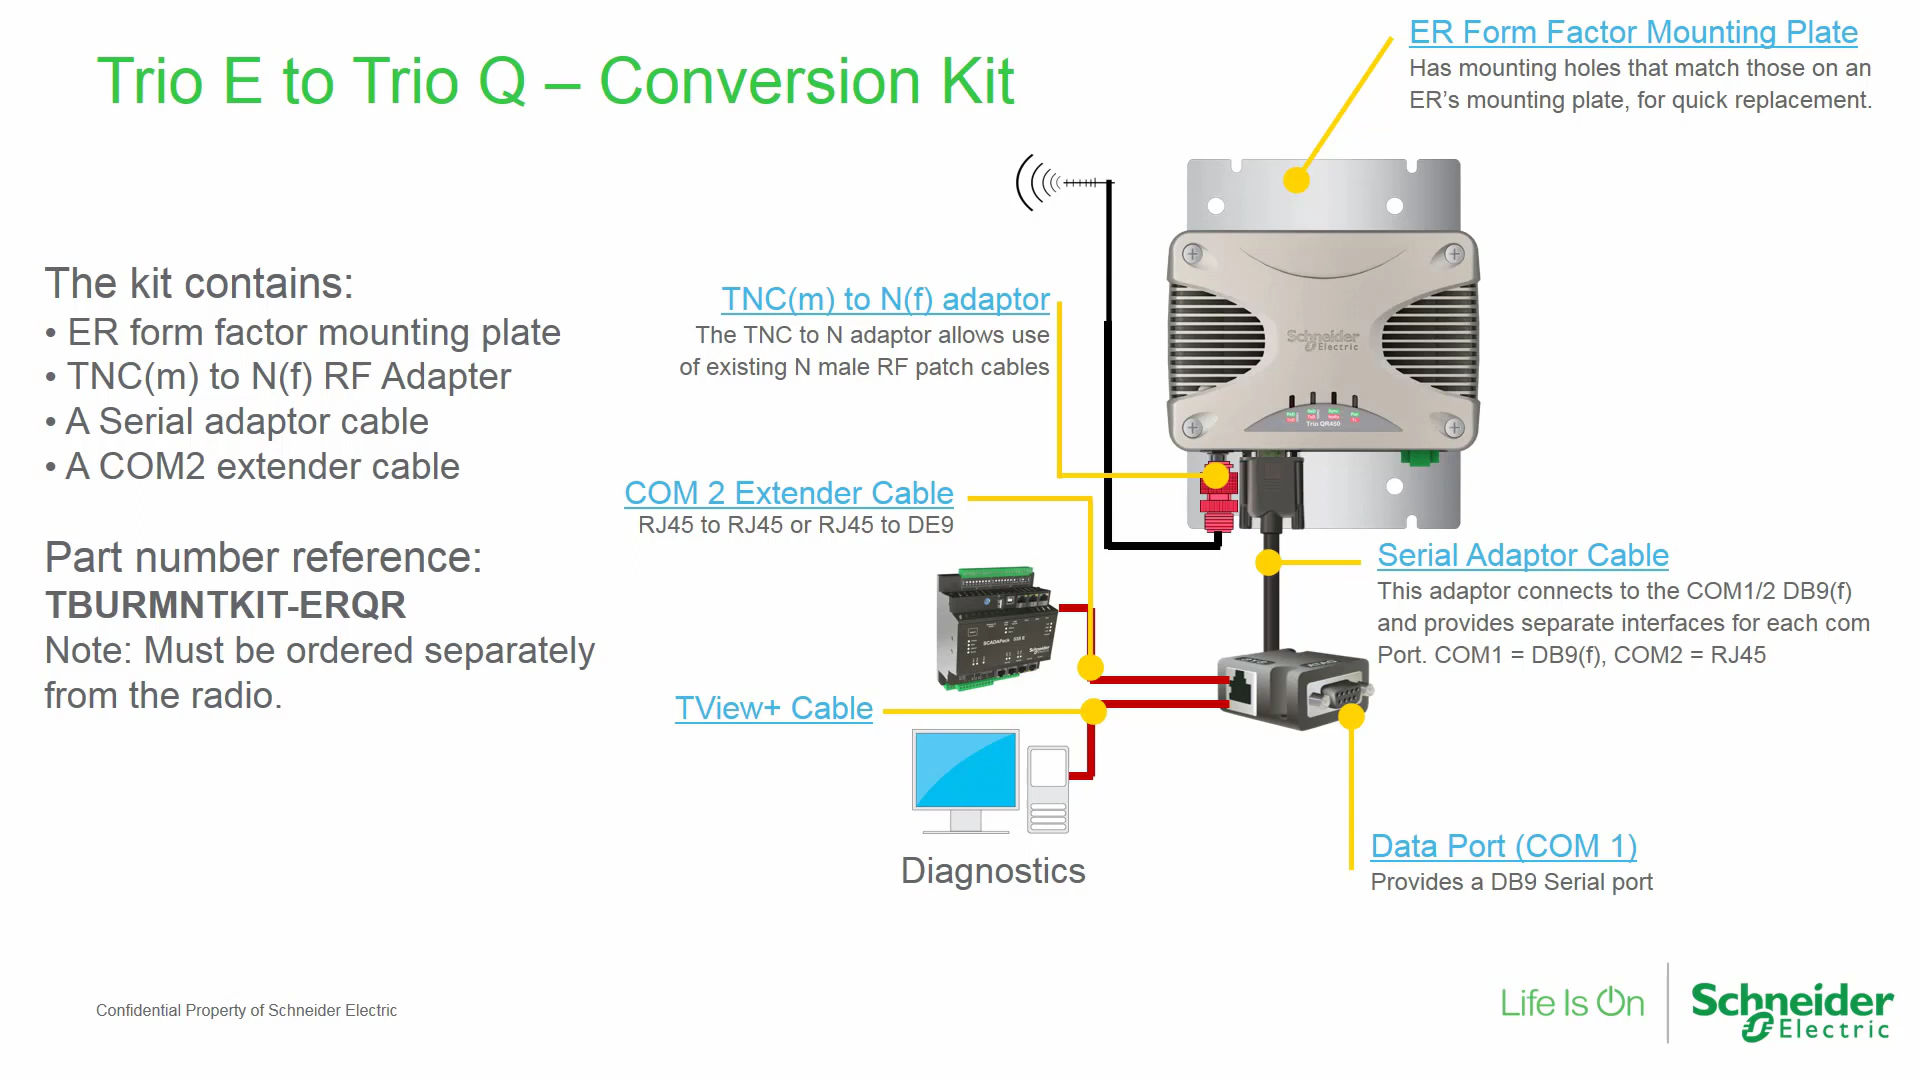 Trio E to Trio Q – Conversion Kit
ER Form Factor Mounting Plate
Has mounting holes that match those on an
ER’s mounting plate, for quick replacement.
The kit contains:
• ER form factor mounting plate
• TNC(m) to N(f) RF Adapter
• A Serial adaptor cable
• A COM2 extender cable
Part number reference:
TBURMNTKIT-ERQR
Note: Must be ordered separately
from the radio.
TNC(m) to N(f) adaptor
The TNC to N adaptor allows use
of existing N male RF patch cables
Schneider
Electric
Trio QR450
COM 2 Extender Cable
RJ45 to RJ45 or RJ45 to DE9
SCADAPack
Serial Adaptor Cable
This adaptor connects to the COM1/2 DB9(f)
and provides separate interfaces for each com
Port. COM1 = DB9(f), COM2 = RJ45
TView+ Cable
Diagnostics
Data Port (COM 1)
Provides a DB9 Serial port
Confidential Property of Schneider Electric
Life Is On
Schneider
Electric